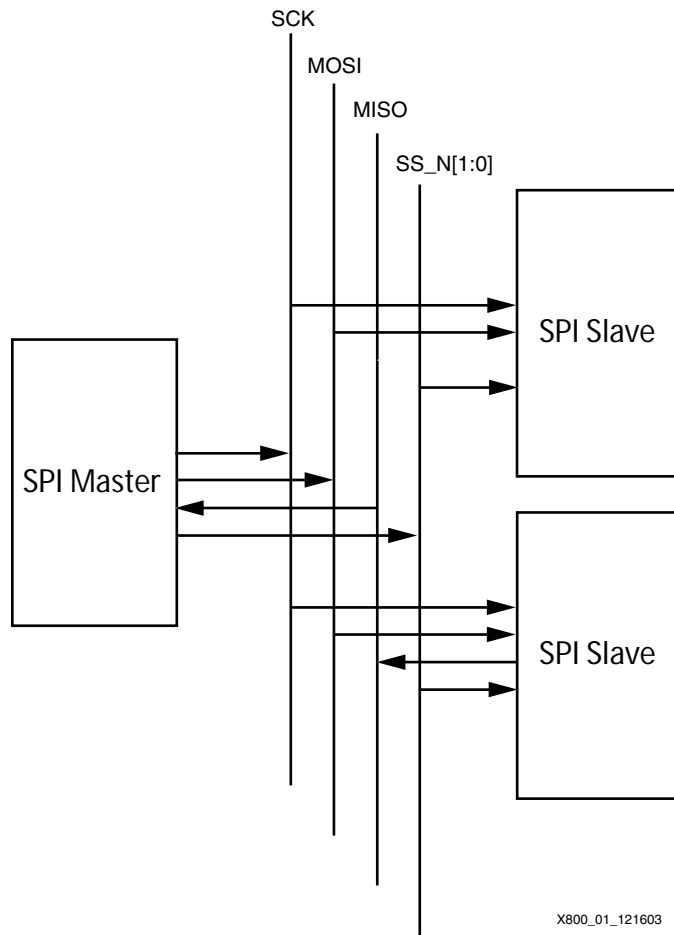 SCK
MOSI
MISO
SS_N[1:0]
SPI Slave
SPI Master
SPI Slave
X800_01_121603